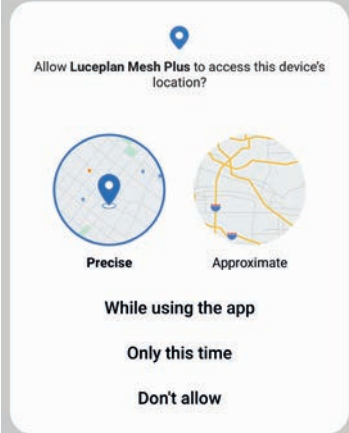 Allow Luceplan Mesh Plus to access this device's
location?
Precise
Approximate
While using the app
Only this time
Don't allow